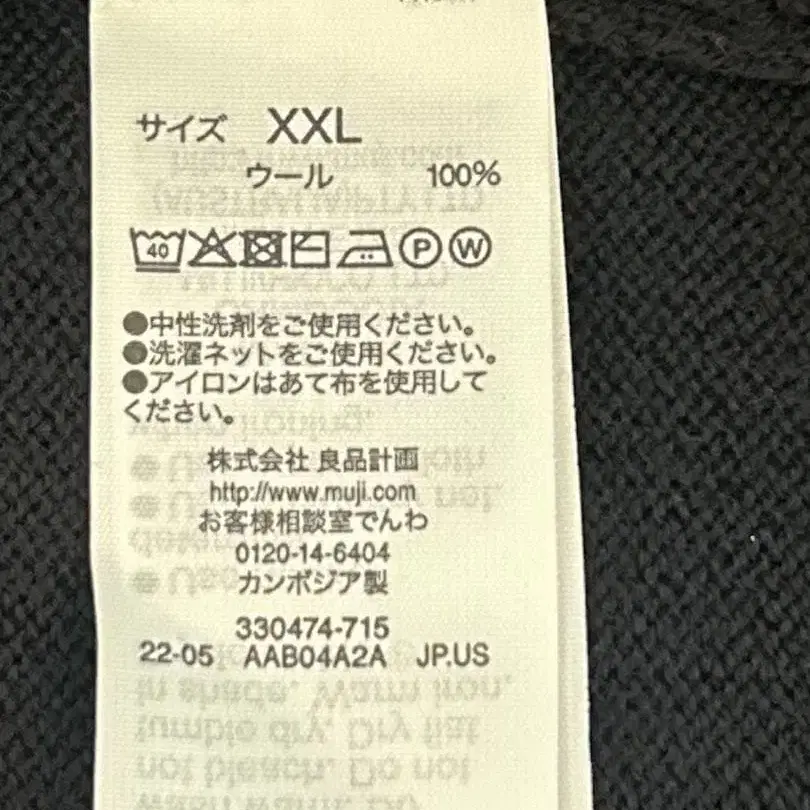 サイズ XXL
ウール 100%
40 P W
●中性洗剤をご使用ください。
●洗濯ネットをご使用ください。
●アイロンはあて布を使用して
ください。
株式会社 良品計画
http://www.muji.com
お客様相談室でんわ
0120-14-6404
カンボジア製
330474-715
22-05 AAB04A2A JP.US